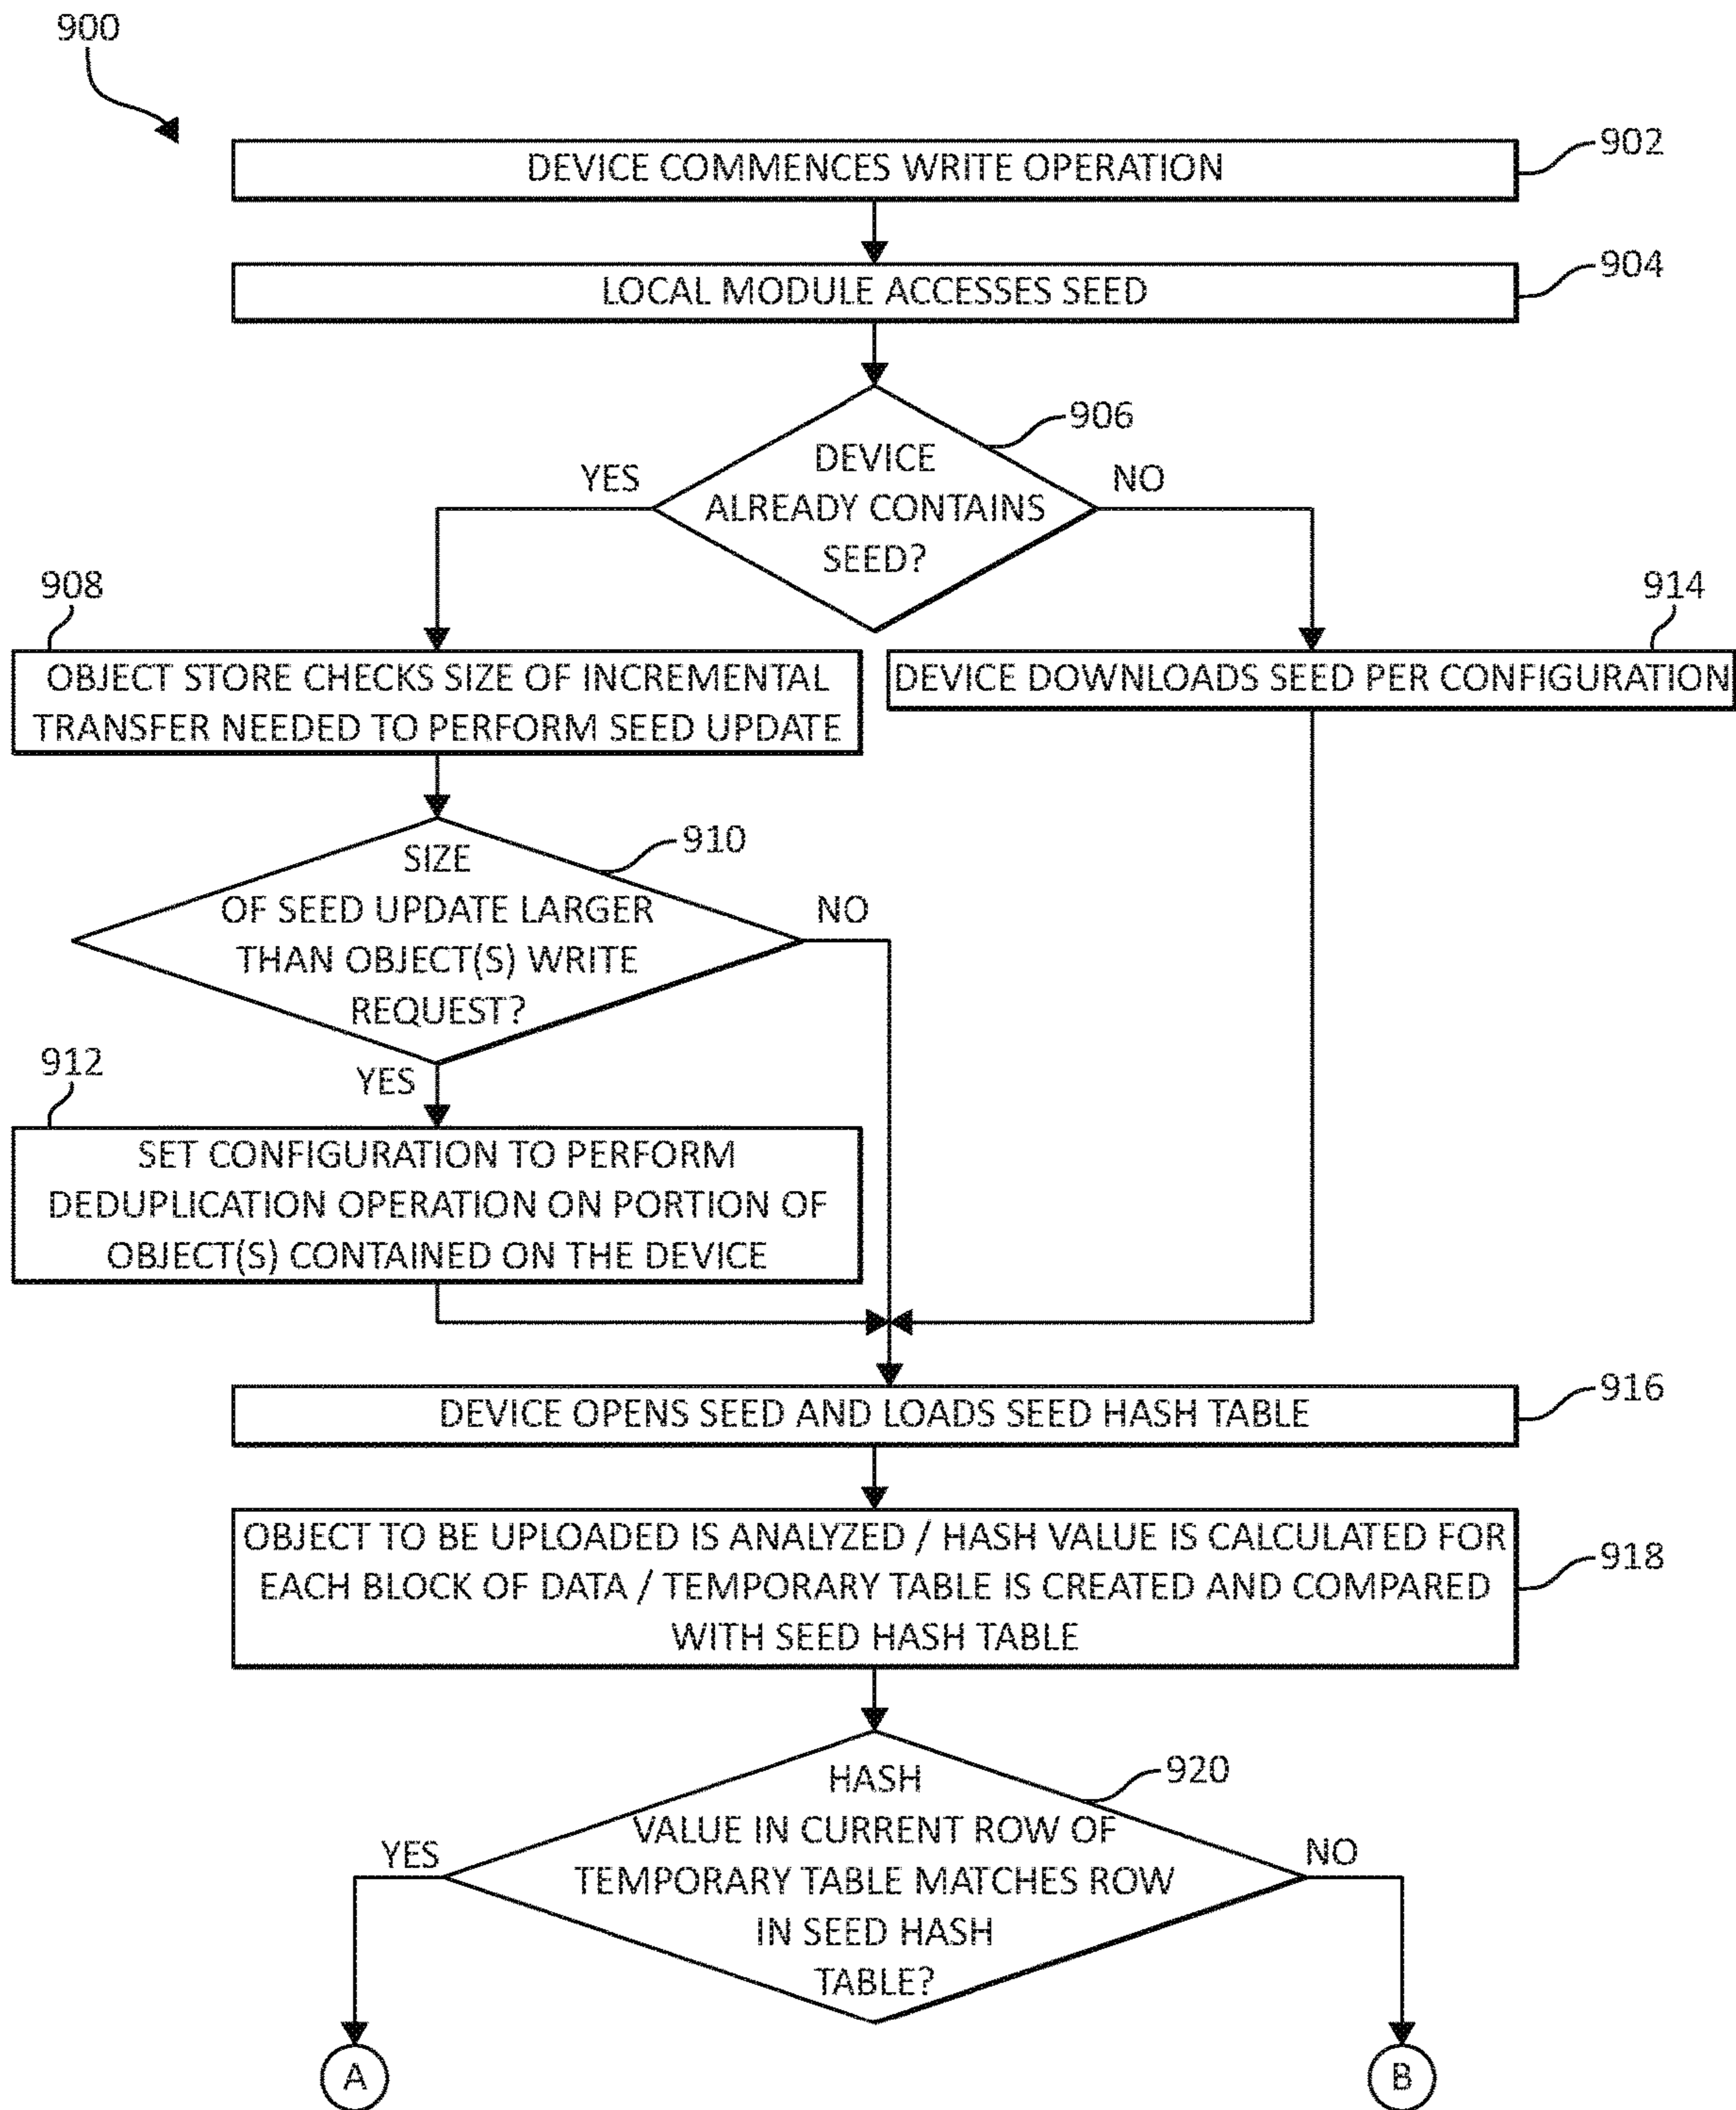 900
DEVICE COMMENCES WRITE OPERATION
902
LOCAL MODULE ACCESSES SEED
904
906
DEVICE
ALREADY CONTAINS
SEED?
YES
NO
908
OBJECT STORE CHECKS SIZE OF INCREMENTAL
TRANSFER NEEDED TO PERFORM SEED UPDATE
914
DEVICE DOWNLOADS SEED PER CONFIGURATION
910
SIZE
OF SEED UPDATE LARGER
THAN OBJECT(S) WRITE
REQUEST?
NO
YES
912
SET CONFIGURATION TO PERFORM
DEDUPLICATION OPERATION ON PORTION OF
OBJECT(S) CONTAINED ON THE DEVICE
DEVICE OPENS SEED AND LOADS SEED HASH TABLE
916
OBJECT TO BE UPLOADED IS ANALYZED / HASH VALUE IS CALCULATED FOR
EACH BLOCK OF DATA / TEMPORARY TABLE IS CREATED AND COMPARED
WITH SEED HASH TABLE
918
920
HASH
VALUE IN CURRENT ROW OF
TEMPORARY TABLE MATCHES ROW
IN SEED HASH
TABLE?
YES
NO
A
B